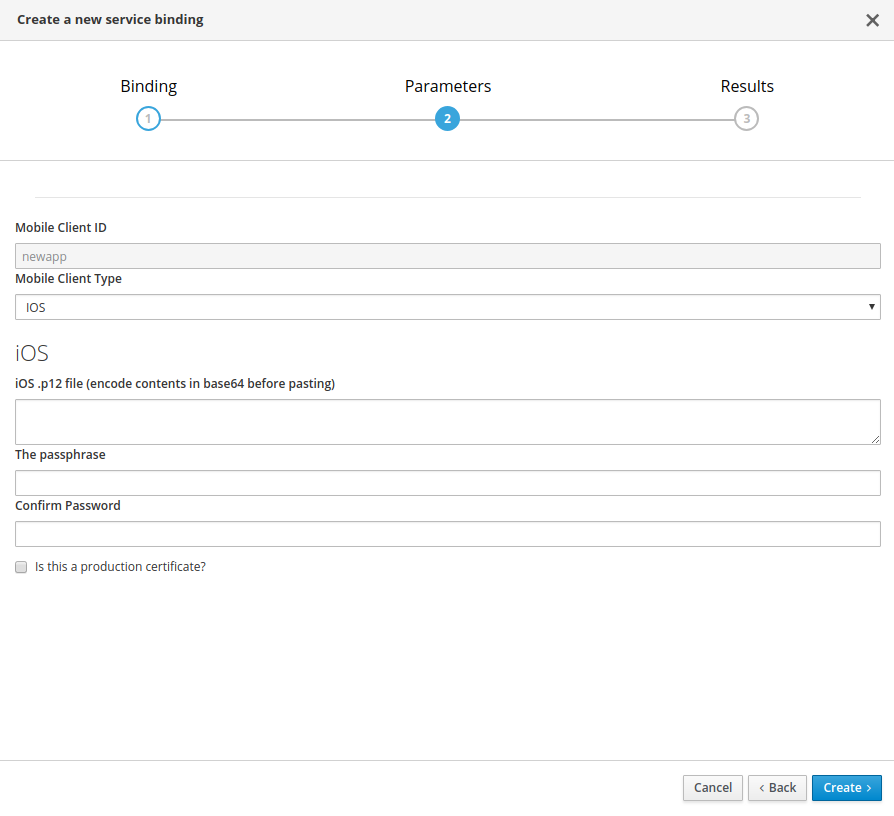 Create a new service binding
Binding
Parameters
Results
1
2
3
Mobile Client ID
newapp
Mobile Client Type
IOS
iOS
iOS .p12 file (encode contents in base64 before pasting)
The passphrase
Confirm Password
Is this a production certificate?
Cancel
‹ Back
Create ›